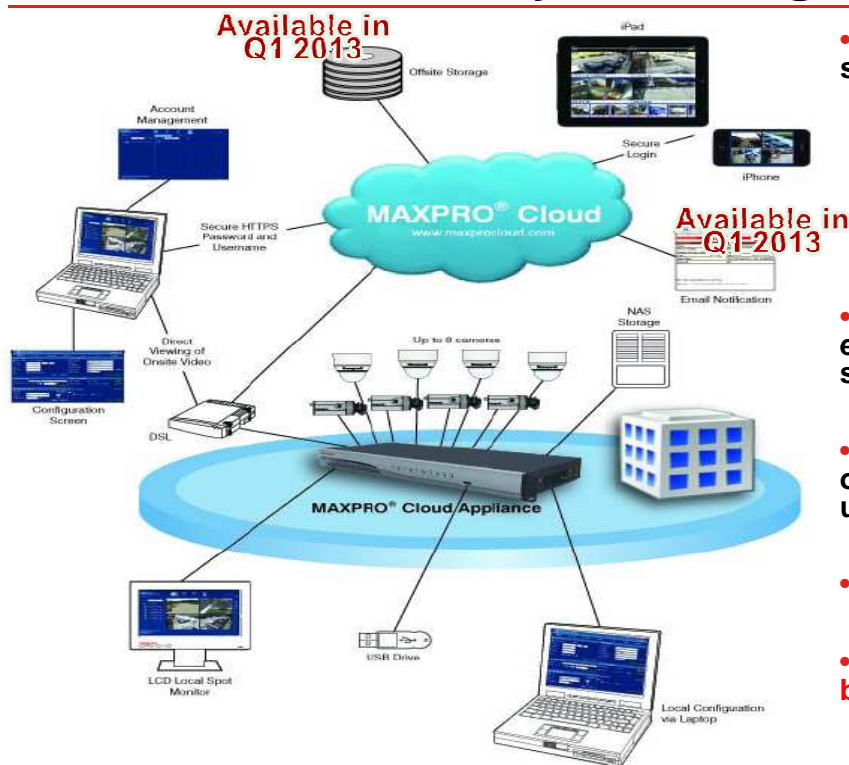 Available in
Q1 2013
Offsite Storage
iPad
Account
Management
Secure
Login
iPhone
MAXPRO® Cloud
www.maxprocloud.com
Secure HTTPS
Password and
Username
Available in
Q1 2013
Email Notification
Direct
Viewing of
Onsite Video
Up to 8 cameras
NAS
Storage
Configuration
Screen
DSL
MAXPRO® Cloud Appliance
LCD Local Spot
Monitor
USB Drive
Local Configuration
via Laptop